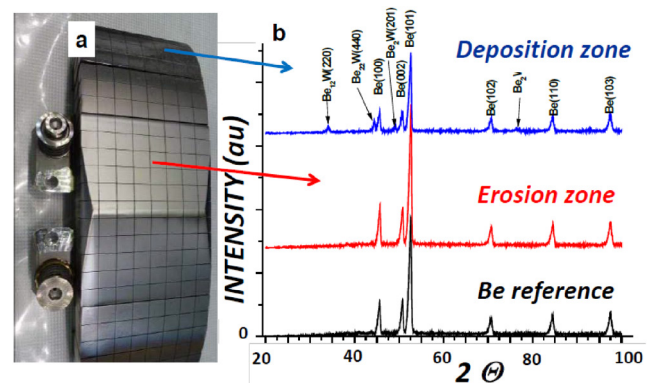 a
b
Be₁₂W(220)
Be₂₂W(440)
Be(100)
Be₂W(201)
Be(002)
Be(101)
Be(102)
Be₂
Be(110)
Be(103)
Deposition zone
Erosion zone
Be reference
INTENSITY (au)
0
20 40 60 80 100
2 Θ